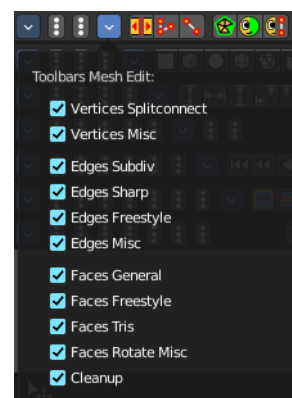 Toolbars Mesh Edit:
Vertices Splitconnect
Vertices Misc
Edges Subdiv
Edges Sharp
Edges Freestyle
Edges Misc
Faces General
Faces Freestyle
Faces Tris
Faces Rotate Misc
Cleanup